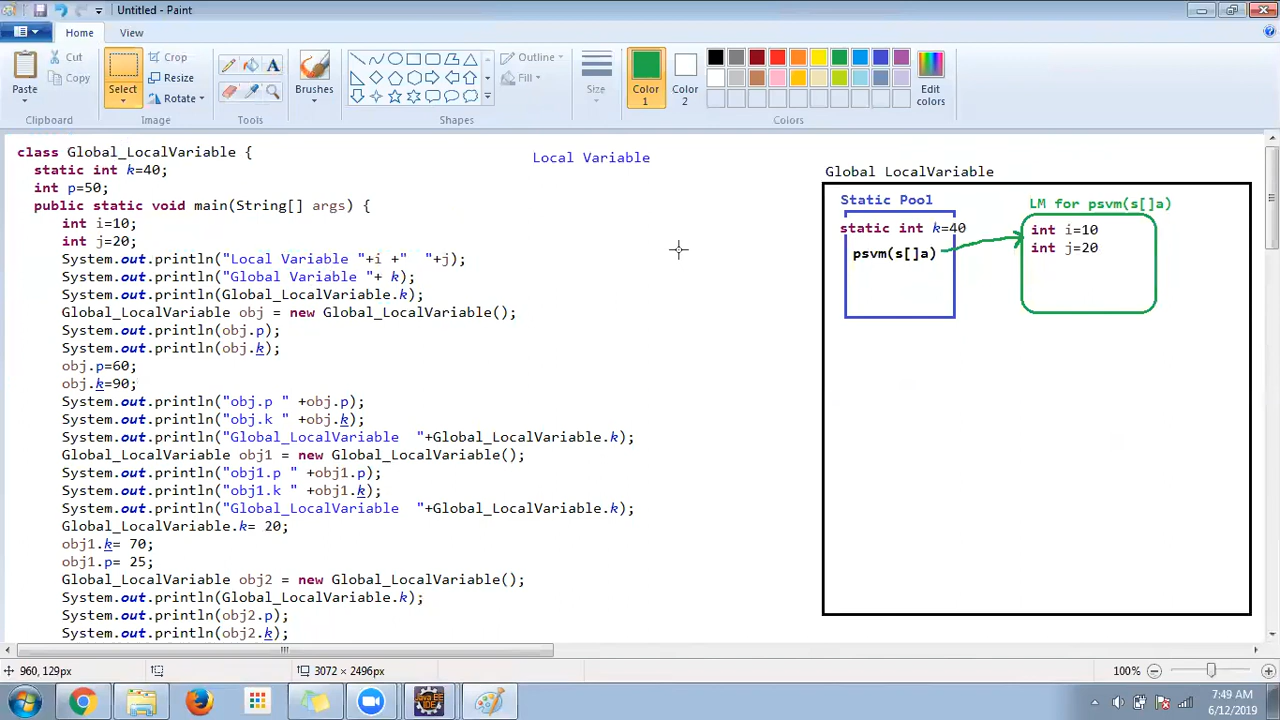 Untitled - Paint
Home
View
Paste
Cut
Copy
Clipboard
Select
Crop
Resize
Rotate
Image
Tools
Brushes
Outline
Fill
Shapes
Size
Color 1
Color 2
Edit colors
Colors
class Global_LocalVariable {
static int k=40;
int p=50;
public static void main(String[] args) {
int i=10;
int j=20;
System.out.println("Local Variable "+i +"  "+j);
System.out.println("Global Variable "+ k);
System.out.println(Global_LocalVariable.k);
Global_LocalVariable obj = new Global_LocalVariable();
System.out.println(obj.p);
System.out.println(obj.k);
obj.p=60;
obj.k=90;
System.out.println("obj.p " +obj.p);
System.out.println("obj.k " +obj.k);
System.out.println("Global_LocalVariable  "+Global_LocalVariable.k);
Global_LocalVariable obj1 = new Global_LocalVariable();
System.out.println("obj1.p " +obj1.p);
System.out.println("obj1.k " +obj1.k);
System.out.println("Global_LocalVariable  "+Global_LocalVariable.k);
Global_LocalVariable.k= 20;
obj1.k= 70;
obj1.p= 25;
Global_LocalVariable obj2 = new Global_LocalVariable();
System.out.println(Global_LocalVariable.k);
System.out.println(obj2.p);
System.out.println(obj2.k);
Local Variable
Global LocalVariable
Static Pool
static int k=40
psvm(s[]a)
LM for psvm(s[]a)
int i=10
int j=20
960, 129px
3072 × 2496px
100%
Java EE IDE
7:49 AM
6/12/2019